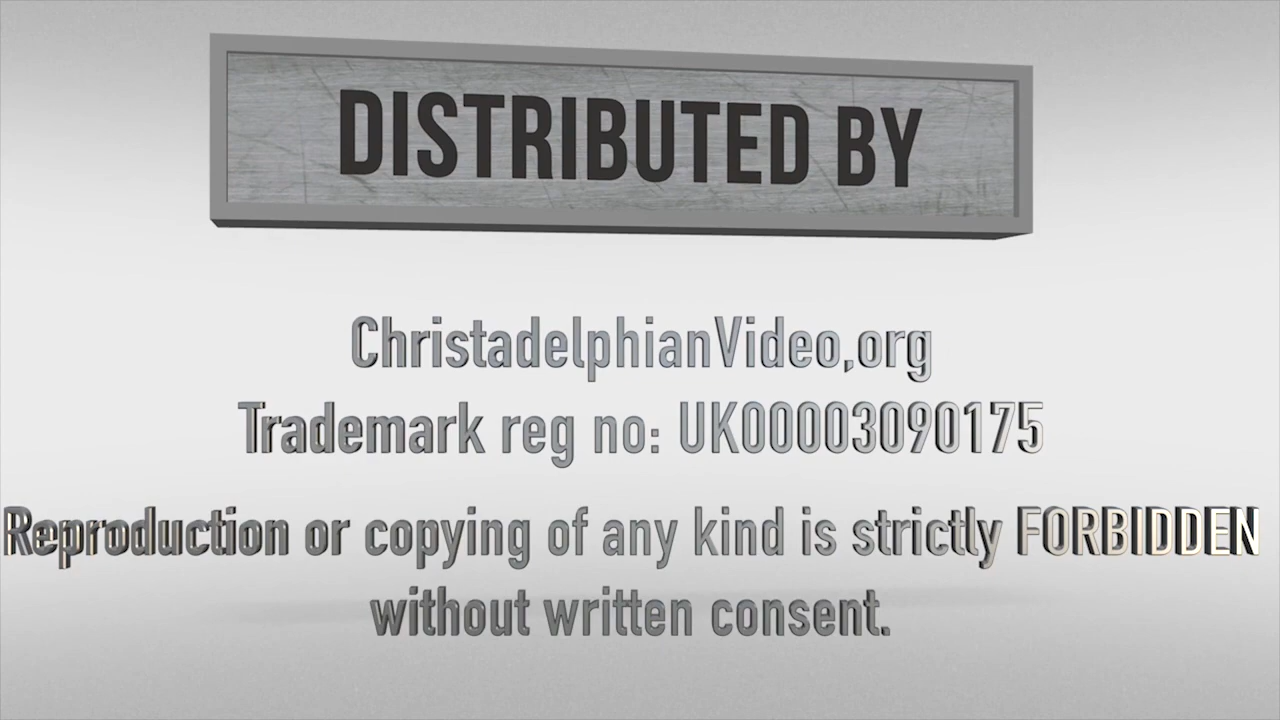 DISTRIBUTED BY
ChristadelphianVideo,org
Trademark reg no: UK00003090175
Reproduction or copying of any kind is strictly FORBIDDEN
without written consent.